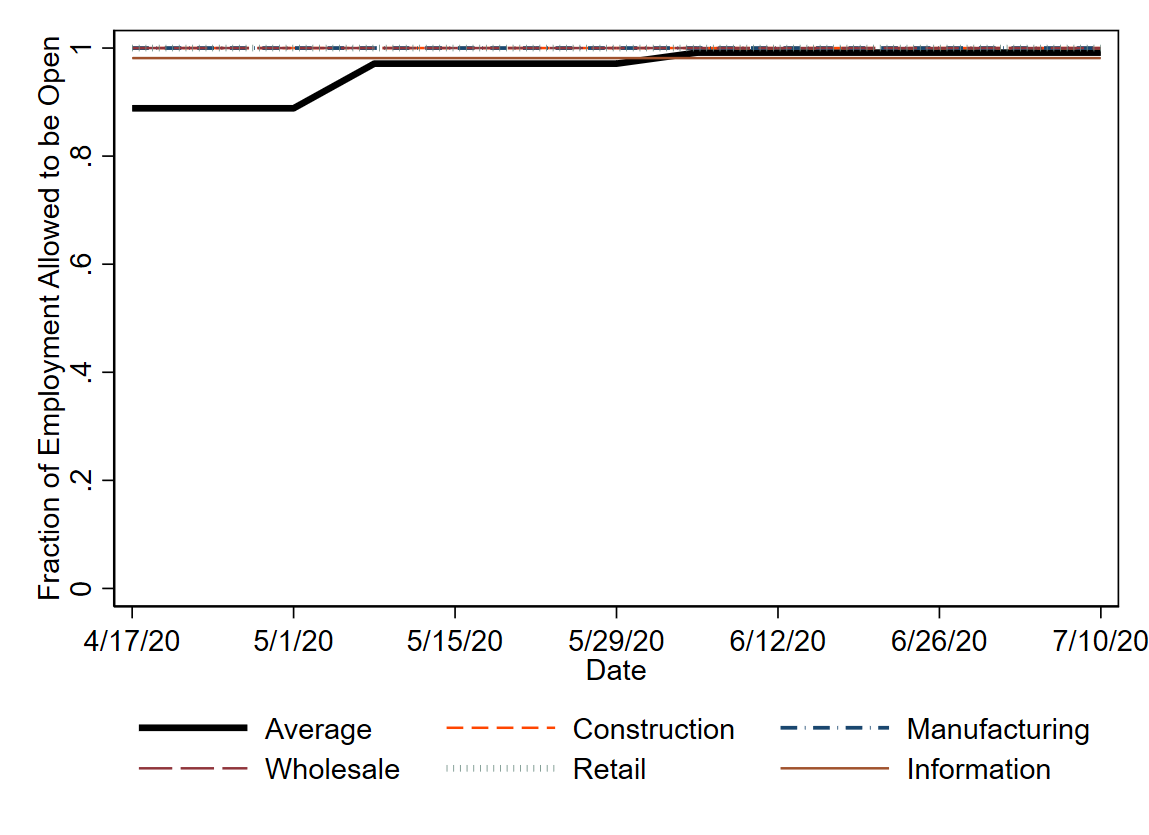 Fraction of Employment Allowed to be Open
1
.8
.6
.4
.2
0
4/17/20 5/1/20 5/15/20 5/29/20 6/12/20 6/26/20 7/10/20
Date
Average Construction Manufacturing
Wholesale Retail Information